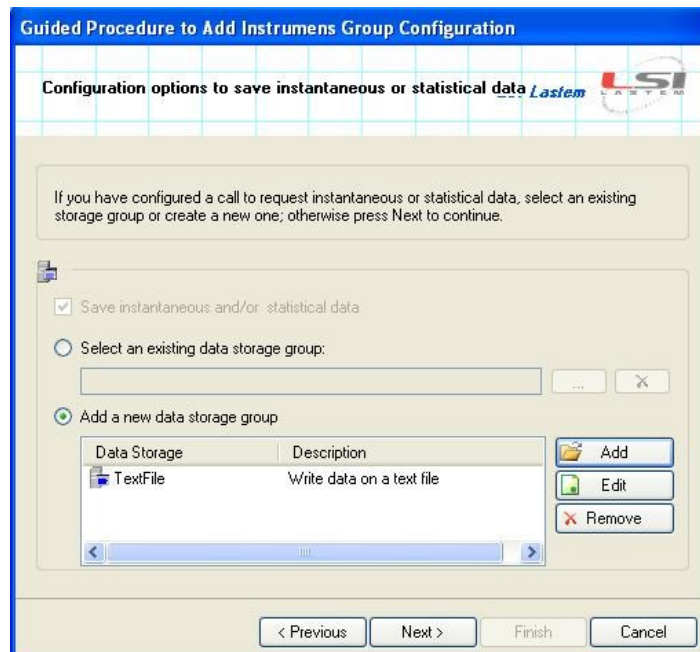 Guided Procedure to Add Instrumens Group Configuration
Configuration options to save instantaneous or statistical data
Lastem
LSI
LASTEM
If you have configured a call to request instantaneous or statistical data, select an existing
storage group or create a new one; otherwise press Next to continue.
Save instantaneous and/or statistical data
Select an existing data storage group:
...
Add a new data storage group
Data Storage Description
TextFile Write data on a text file
Add
Edit
Remove
< Previous Next > Finish Cancel